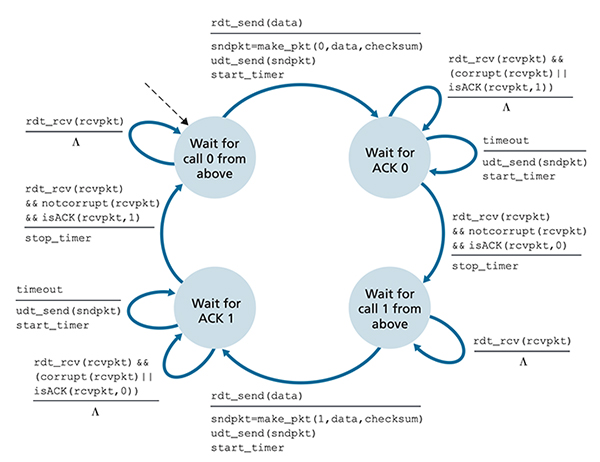 rdt_send(data)
sndpkt=make_pkt(0,data,checksum)
udt_send(sndpkt)
start_timer
rdt_rcv(rcvpkt) &&
(corrupt(rcvpkt)||
isACK(rcvpkt,1))
Λ
rdt_rcv(rcvpkt)
Λ
Wait for
call 0 from
above
Wait for
ACK 0
timeout
udt_send(sndpkt)
start_timer
rdt_rcv(rcvpkt)
&& notcorrupt(rcvpkt)
&& isACK(rcvpkt,1)
stop_timer
rdt_rcv(rcvpkt)
&& notcorrupt(rcvpkt)
&& isACK(rcvpkt,0)
stop_timer
timeout
udt_send(sndpkt)
start_timer
Wait for
ACK 1
Wait for
call 1 from
above
rdt_rcv(rcvpkt)
Λ
rdt_rcv(rcvpkt) &&
(corrupt(rcvpkt)||
isACK(rcvpkt,0))
Λ
rdt_send(data)
sndpkt=make_pkt(1,data,checksum)
udt_send(sndpkt)
start_timer